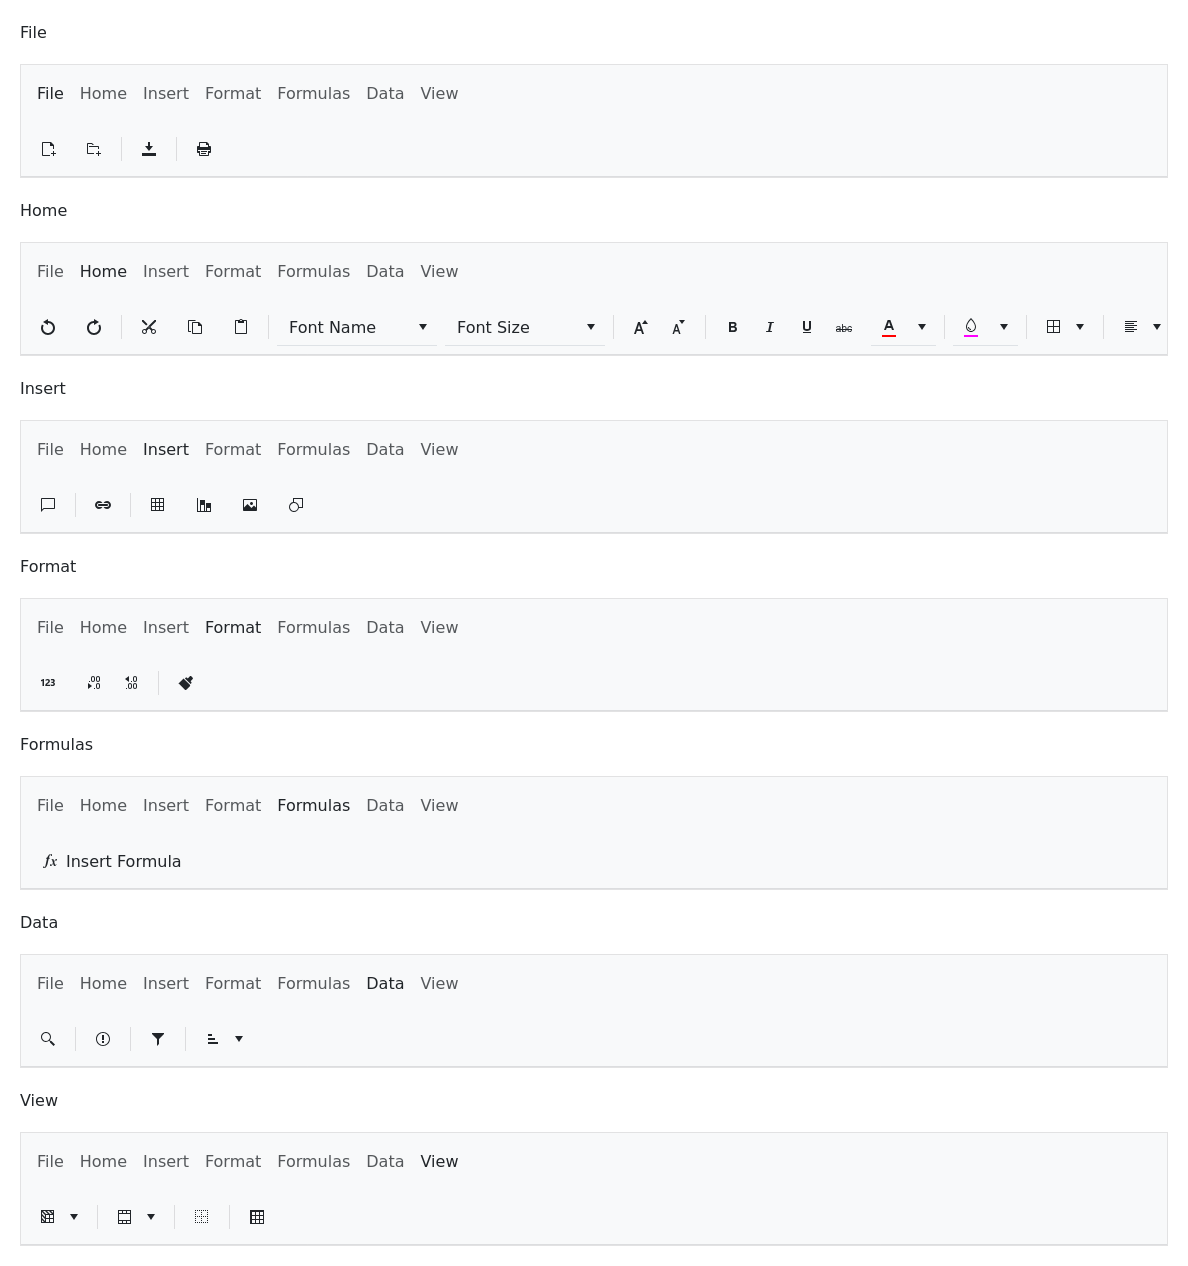 File
File Home Insert Format Formulas Data View
Home
File Home Insert Format Formulas Data View
Font Name Font Size A A B I U abc A
Insert
File Home Insert Format Formulas Data View
Format
File Home Insert Format Formulas Data View
123 .00 .0 .0 .00
Formulas
File Home Insert Format Formulas Data View
fx Insert Formula
Data
File Home Insert Format Formulas Data View
View
File Home Insert Format Formulas Data View